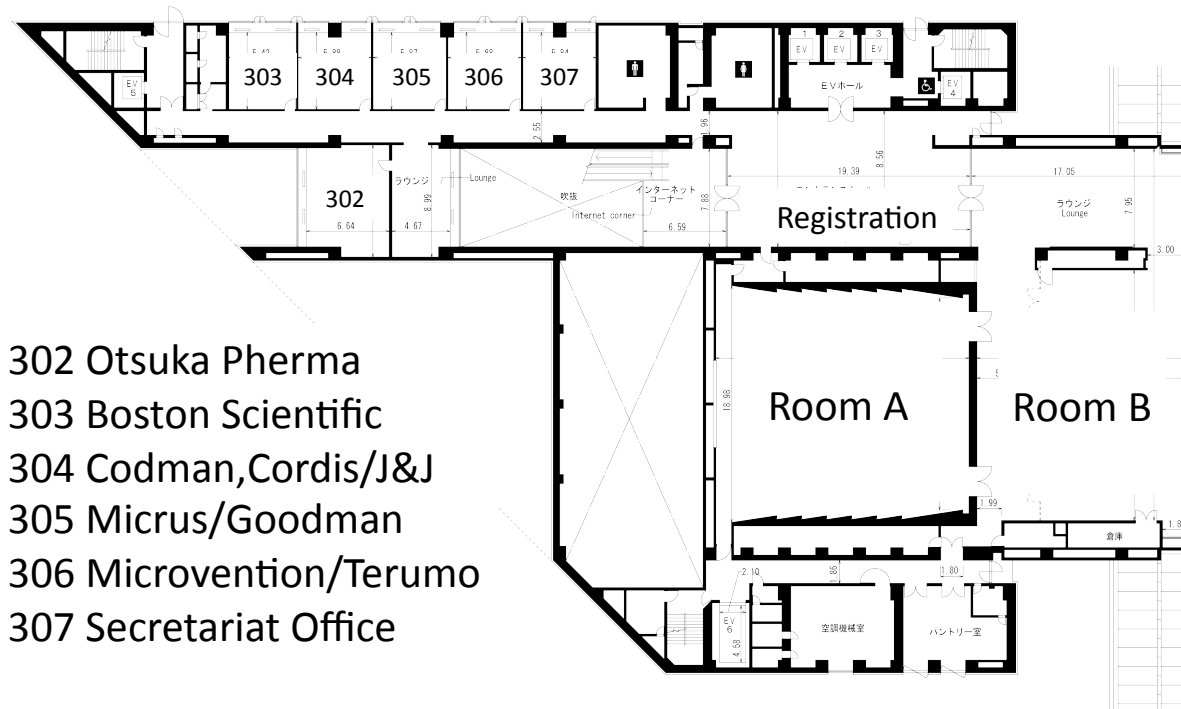 1
2
3
EV
EV
EV
EV
5
303
304
305
306
307
EVホール
EV
4
2.55
1.96
8.56
19.39
17.05
302
ラウンジ
Lounge
8.99
6.64
4.67
吹抜
インターネット
コーナー
Internet corner
7.88
6.59
Registration
ラウンジ
Lounge
7.95
3.00
302 Otsuka Pherma
303 Boston Scientific
304 Codman,Cordis/J&J
305 Micrus/Goodman
306 Microvention/Terumo
307 Secretariat Office
18.98
Room A
Room B
1.99
倉庫
1.8
2.10
1.86
1.80
EV
6
4.58
空調機械室
パントリー室